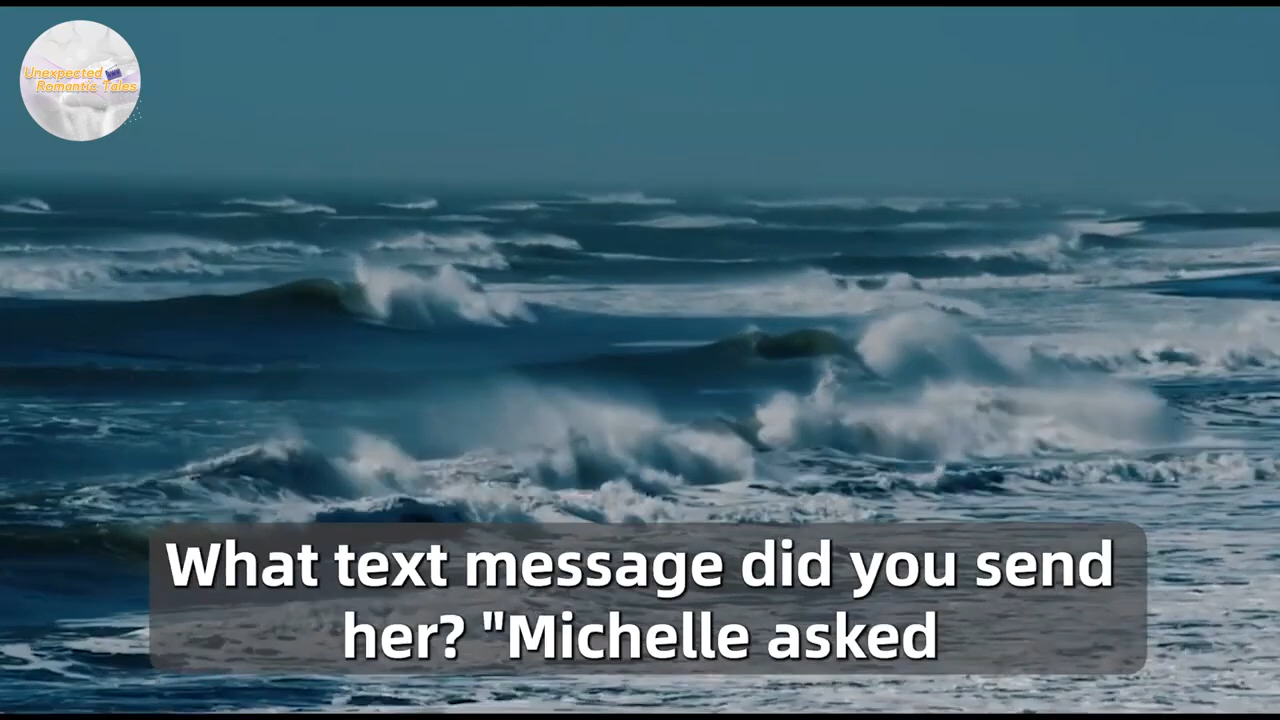 Unexpected
Romantic Tales
What text message did you send
her? "Michelle asked